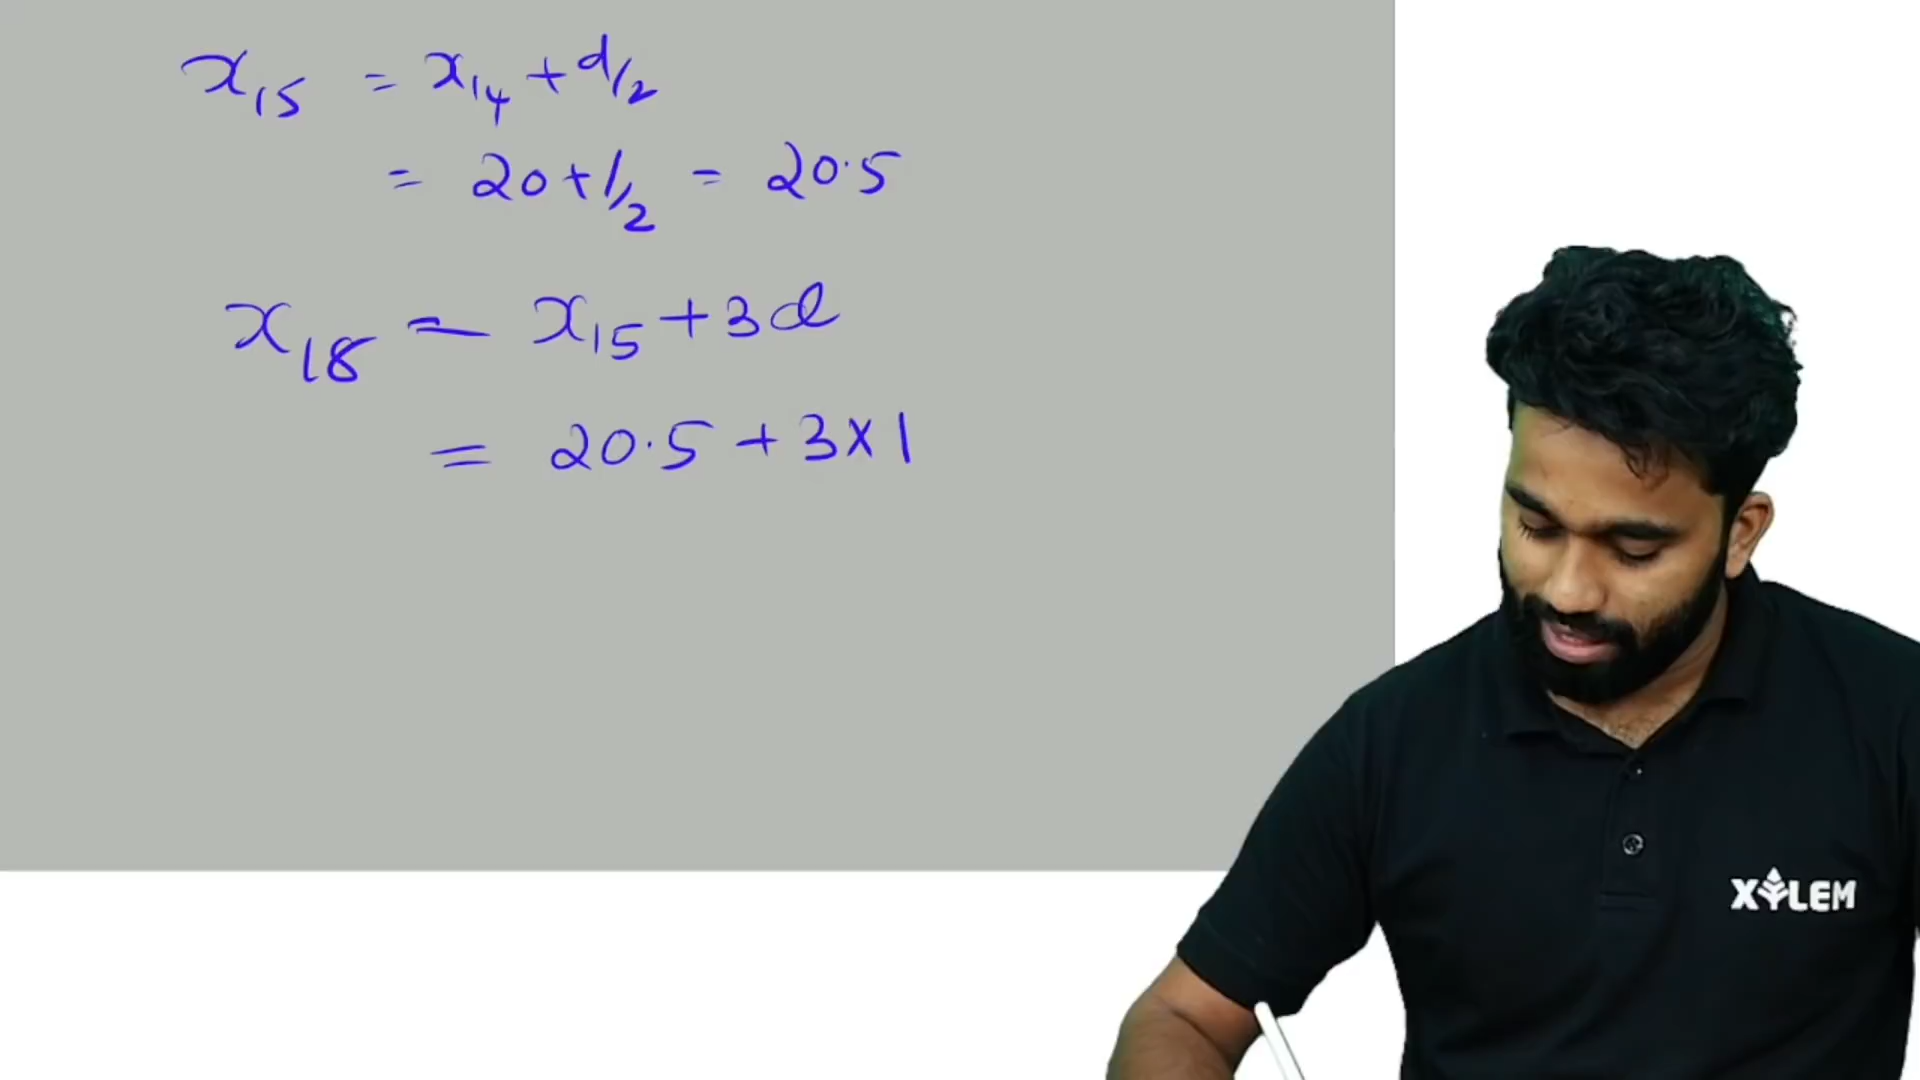 x₁₅ = x₁₄ + d/2
= 20 + 1/2 = 20.5
x₁₈ = x₁₅ + 3d
= 20.5 + 3 × 1
XYLEM